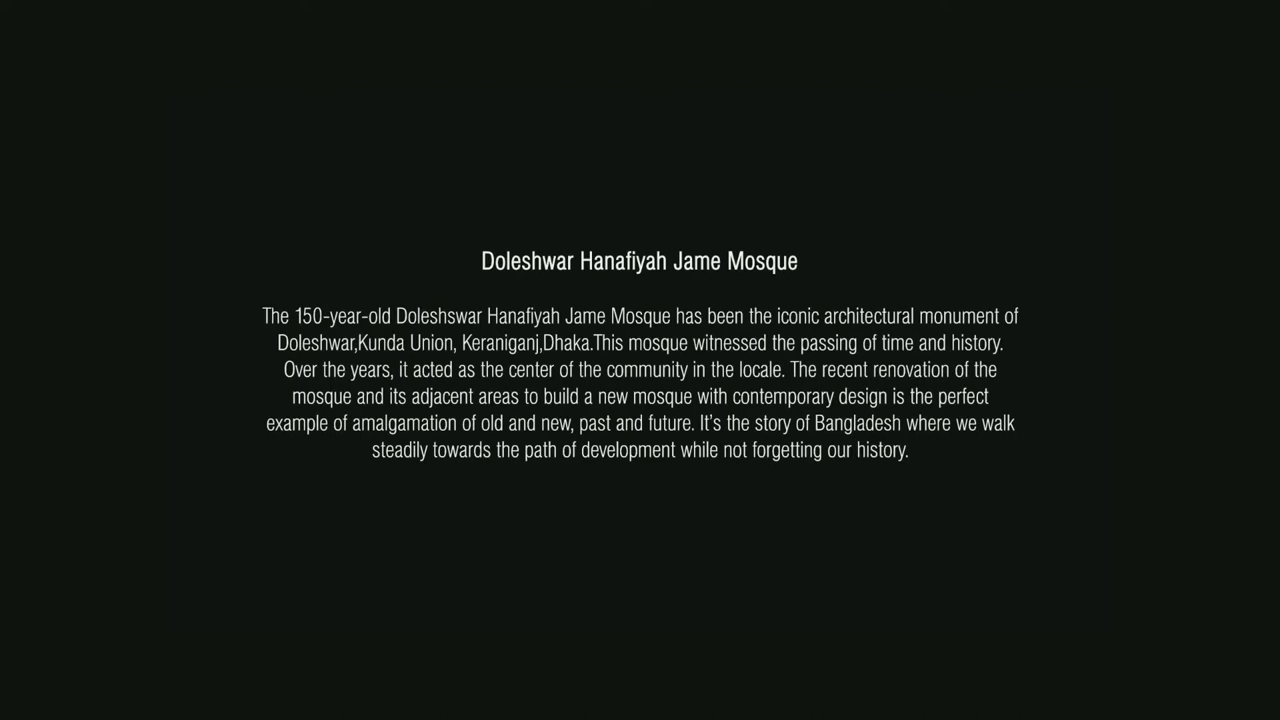 Doleshwar Hanafiyah Jame Mosque
The 150-year-old Doleshswar Hanafiyah Jame Mosque has been the iconic architectural monument of
Doleshwar,Kunda Union, Keraniganj,Dhaka.This mosque witnessed the passing of time and history.
Over the years, it acted as the center of the community in the locale. The recent renovation of the
mosque and its adjacent areas to build a new mosque with contemporary design is the perfect
example of amalgamation of old and new, past and future. It's the story of Bangladesh where we walk
steadily towards the path of development while not forgetting our history.